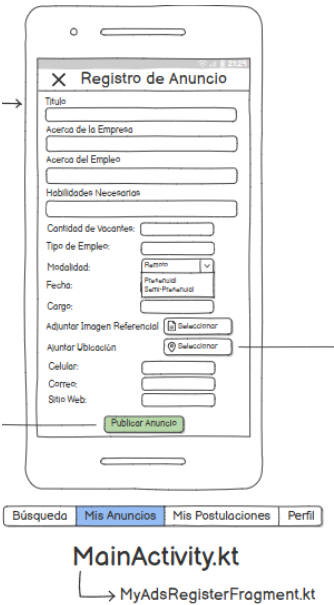 X Registro de Anuncio
Titulo
Acerca de la Empresa
Acerca del Empleo
Habilidades Necesarias
Cantidad de Vacantes:
Tipo de Empleo:
Modalidad: Remoto
Presencial
Semi-Presencial
Fecha:
Cargo:
Adjuntar Imagen Referencial Seleccionar
Ajuntar Ubicación Seleccionar
Celular:
Correo:
Sitio Web:
Publicar Anuncio
Búsqueda Mis Anuncios Mis Postulaciones Perfil
MainActivity.kt
MyAdsRegisterFragment.kt